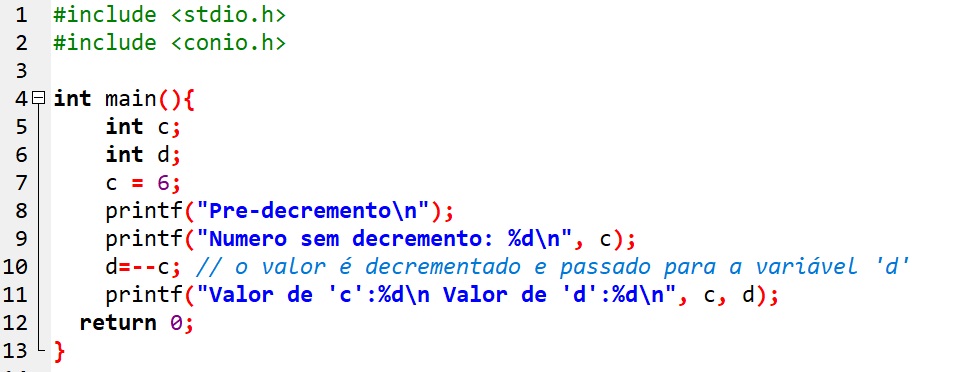 1 #include <stdio.h>
2 #include <conio.h>
3
4 int main(){
5     int c;
6     int d;
7     c = 6;
8     printf("Pre-decremento\n");
9     printf("Numero sem decremento: %d\n", c);
10     d=--c; // o valor é decrementado e passado para a variável 'd'
11     printf("Valor de 'c':%d\n Valor de 'd':%d\n", c, d);
12   return 0;
13 }